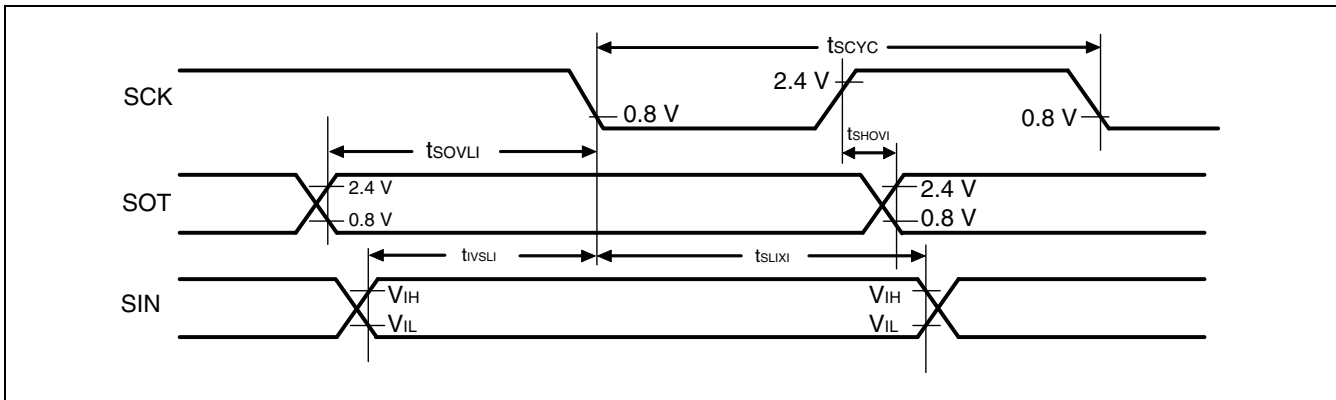 tSCYC
SCK
2.4 V
0.8 V
0.8 V
tSHOVI
tSOVLI
SOT
2.4 V
0.8 V
2.4 V
0.8 V
tIVSLI
tSLIXI
SIN
VIH
VIL
VIH
VIL